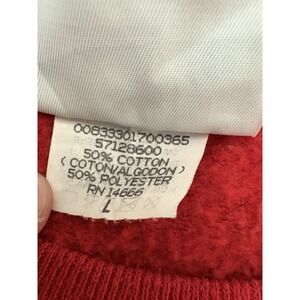 00833301700365
57128600
50% COTTON
(COTON/ALGODON)
50% POLYESTER
RN 14666
L